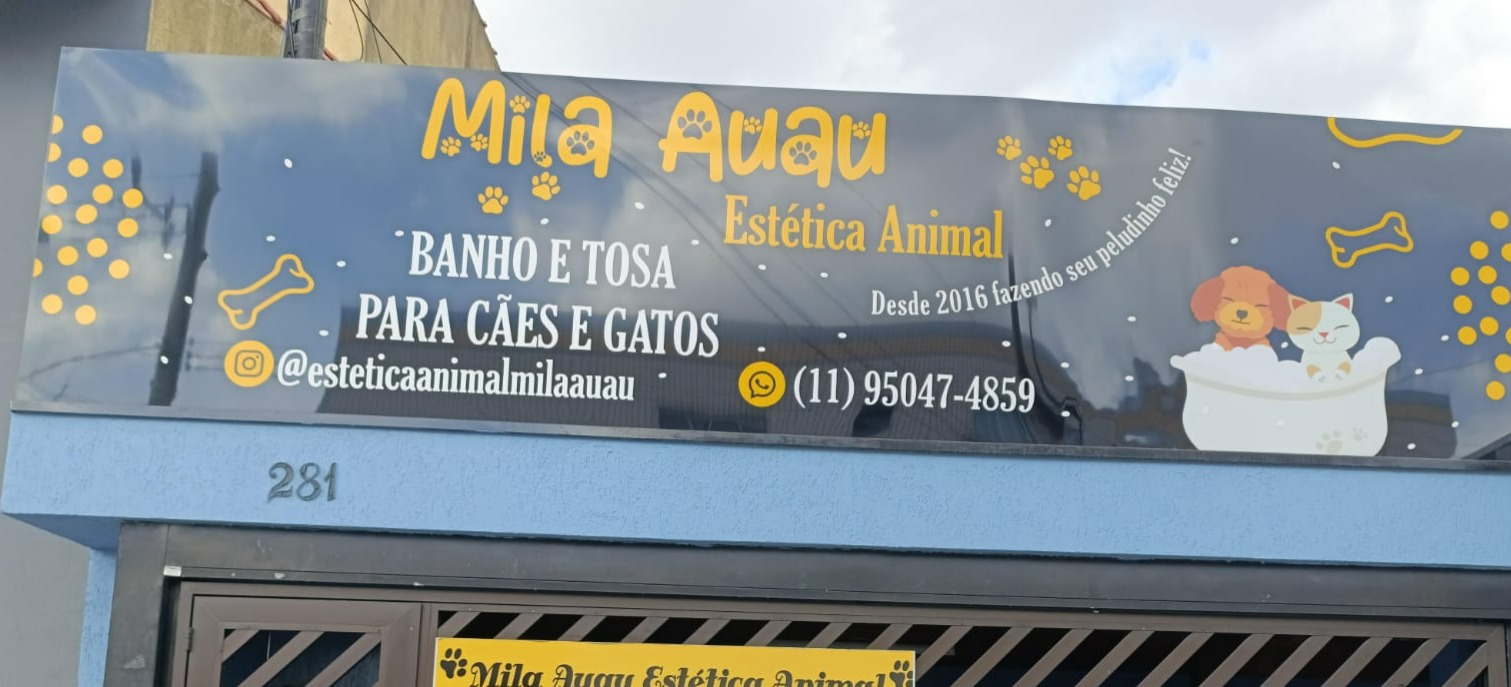 Mila Auau
Estética Animal
BANHO E TOSA
PARA CÃES E GATOS
Desde 2016 fazendo seu peludinho feliz!
@esteticaanimalmilaauau
(11) 95047-4859
281
Mila Auau Estética Animal